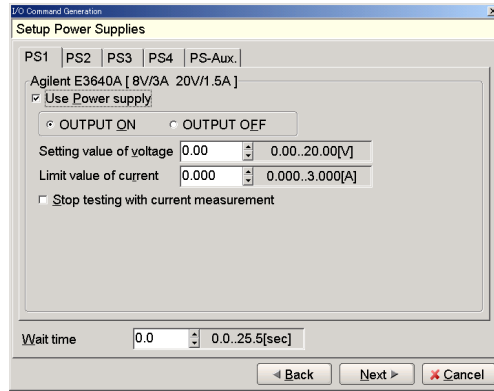 I/O Command Generation
Setup Power Supplies
PS1 PS2 PS3 PS4 PS-Aux.
Agilent E3640A [ 8V/3A 20V/1.5A ]
Use Power supply
OUTPUT ON OUTPUT OFF
Setting value of voltage 0.00 0.00..20.00[V]
Limit value of current 0.000 0.000...3.000[A]
Stop testing with current measurement
Wait time 0.0 0.0..25.5[sec]
Back Next Cancel